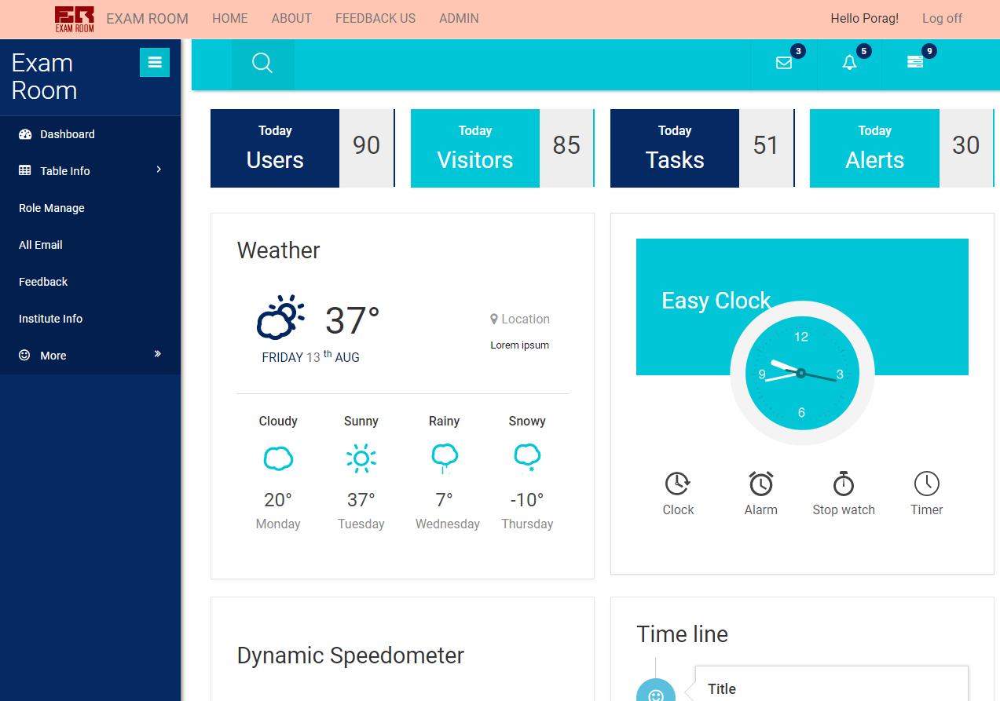 EXAM ROOM
EXAM ROOM HOME ABOUT FEEDBACK US ADMIN Hello Porag! Log off
Exam
Room
3 5 9
Dashboard
Table Info
Role Manage
All Email
Feedback
Institute Info
More
Today
Users
90
Today
Visitors
85
Today
Tasks
51
Today
Alerts
30
Weather
37°
FRIDAY 13 th AUG
Location
Lorem ipsum
Cloudy Sunny Rainy Snowy
20° 37° 7° -10°
Monday Tuesday Wednesday Thursday
Easy Clock
12
9 3
6
Clock Alarm Stop watch Timer
Dynamic Speedometer
Time line
Title